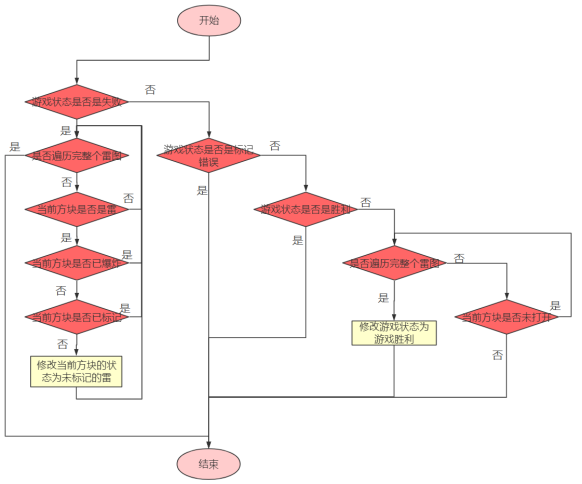 开始
游戏状态是否是失败
否
是
是
是否遍历完整个雷图
游戏状态是否是标记
错误
否
否
是
否
当前方块是否是雷
游戏状态是否是胜利
否
是
是
是
当前方块是否已爆炸
是否遍历完整个雷图
否
否
是
是
是
当前方块是否已标记
当前方块是否未打开
修改游戏状态为
游戏胜利
否
否
修改当前方块的状
态为未标记的雷
结束